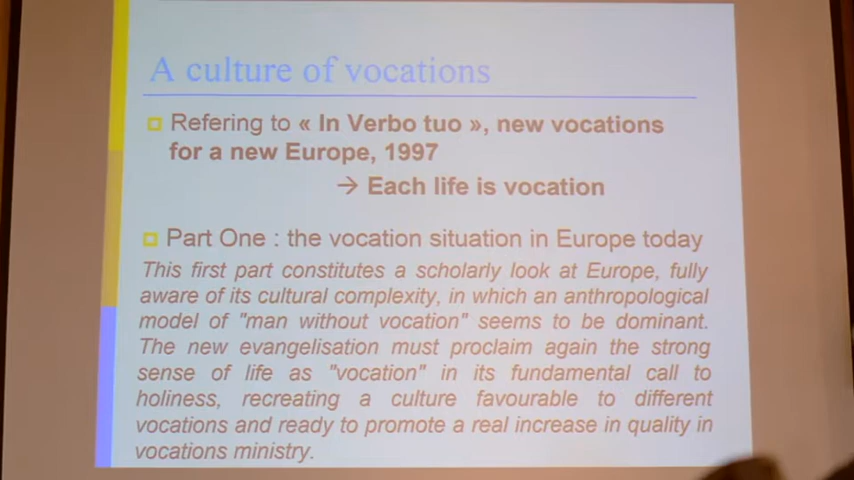 A culture of vocations
Refering to « In Verbo tuo », new vocations
for a new Europe, 1997
→ Each life is vocation
Part One : the vocation situation in Europe today
This first part constitutes a scholarly look at Europe, fully
aware of its cultural complexity, in which an anthropological
model of "man without vocation" seems to be dominant.
The new evangelisation must proclaim again the strong
sense of life as "vocation" in its fundamental call to
holiness, recreating a culture favourable to different
vocations and ready to promote a real increase in quality in
vocations ministry.